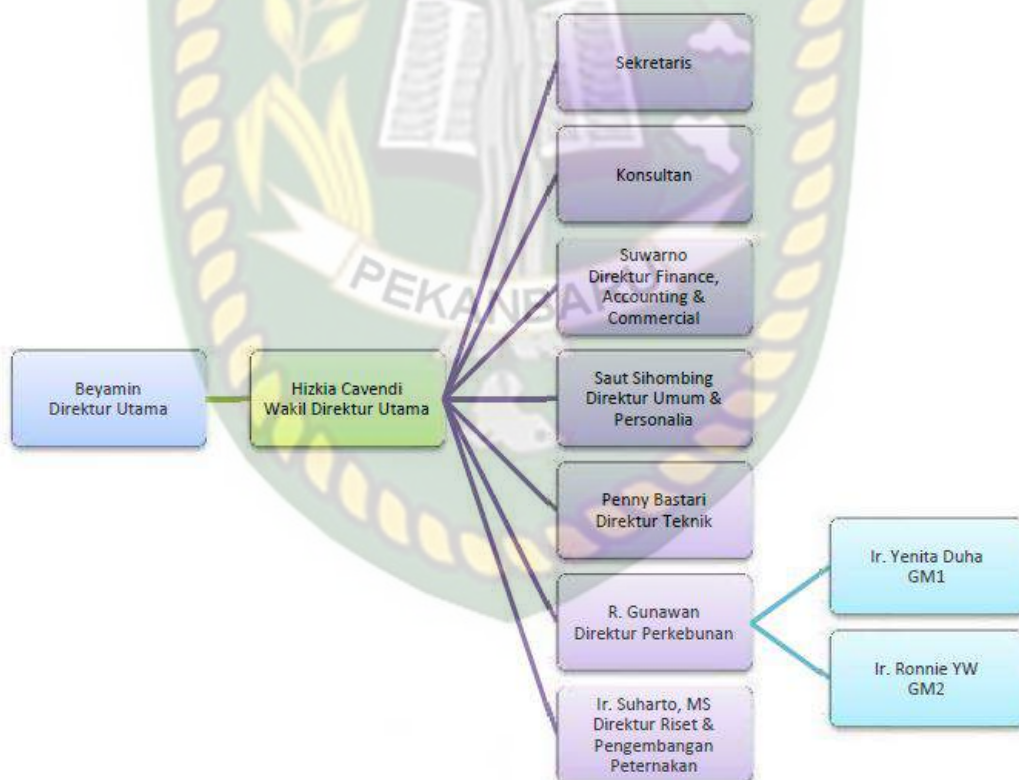 Sekretaris
Konsultan
Suwarno
Direktur Finance,
Accounting &
Commercial
Beyamin
Direktur Utama
Hizkia Cavendi
Wakil Direktur Utama
Saut Sihombing
Direktur Umum &
Personalia
Penny Bastari
Direktur Teknik
R. Gunawan
Direktur Perkebunan
Ir. Suharto, MS
Direktur Riset &
Pengembangan
Peternakan
Ir. Yenita Duha
GM1
Ir. Ronnie YW
GM2
PEKANBARU